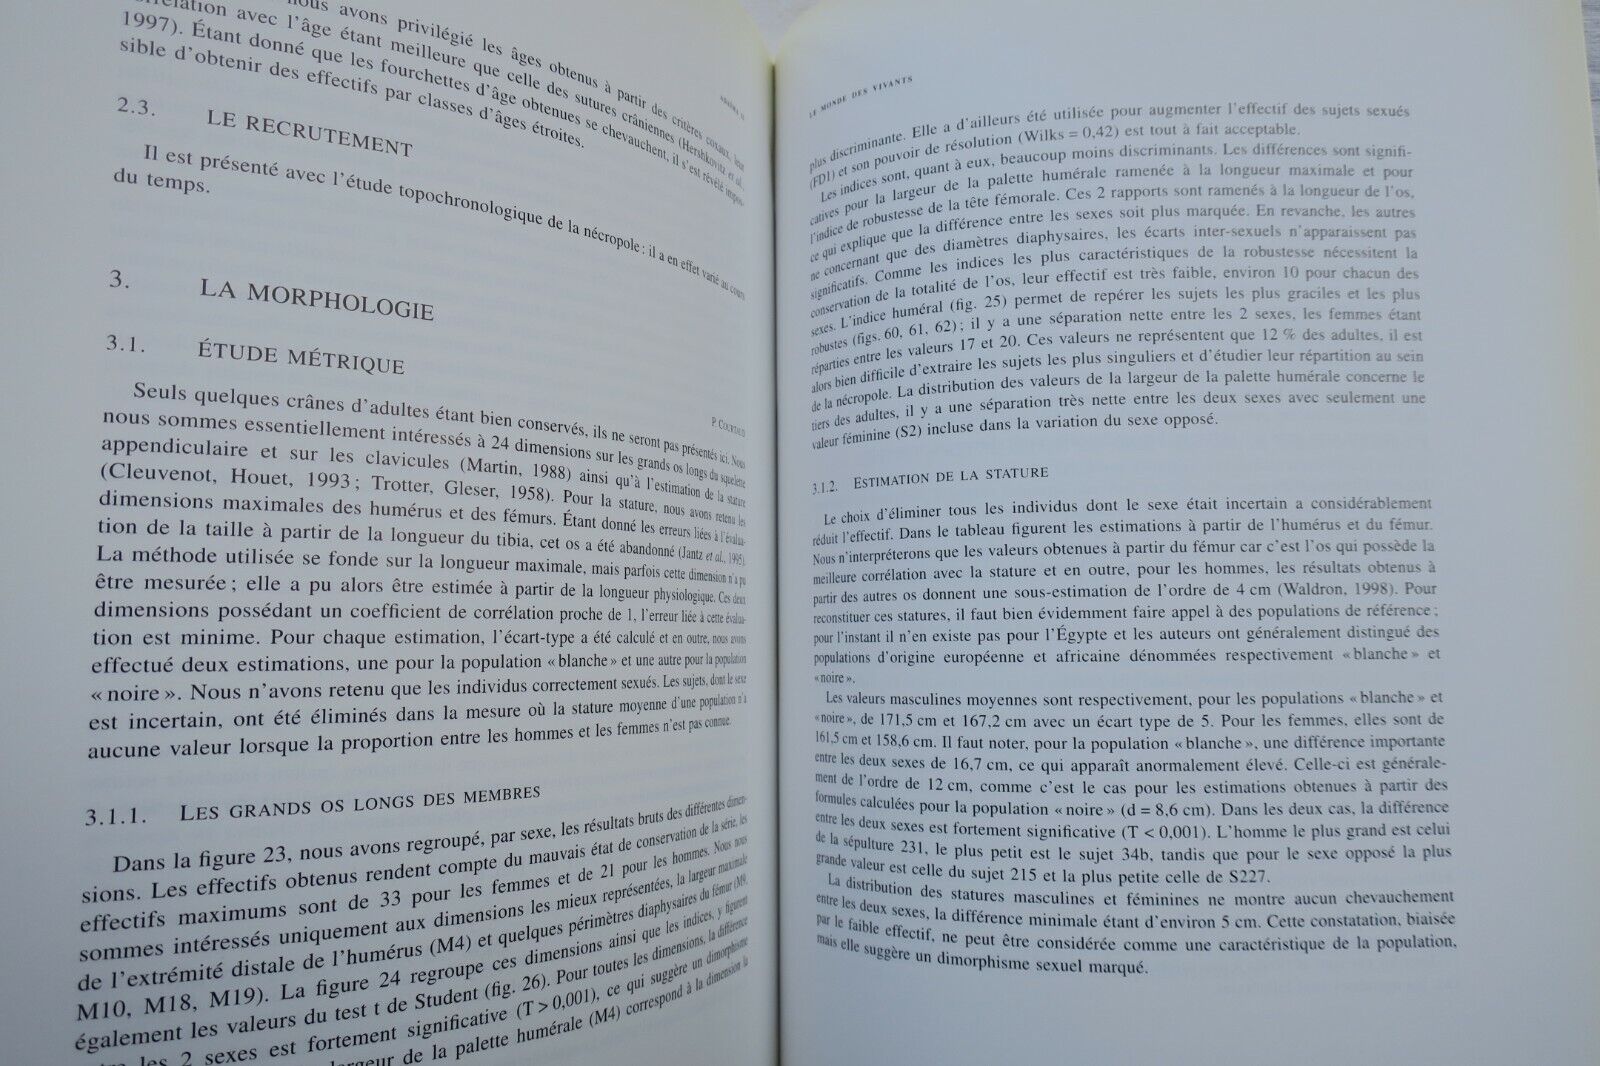 nous avons privilégié les âges obtenus à partir des critères coxaux, leur
corrélation avec l'âge étant meilleure que celle des sutures crâniennes (Hershkovitz et al.
1997). Étant donné que les fourchettes d'âge obtenues se chevauchent, il s'est révélé impos-
sible d'obtenir des effectifs par classes d'âges étroites.
2.3. LE RECRUTEMENT
Il est présenté avec l'étude topochronologique de la nécropole : il a en effet varié au cours
du temps.
3. LA MORPHOLOGIE
3.1. ÉTUDE MÉTRIQUE
P. COURTAUD
Seuls quelques crânes d'adultes étant bien conservés, ils ne seront pas présentés ici. Nous
nous sommes essentiellement intéressés à 24 dimensions sur les grands os longs du squelette
appendiculaire et sur les clavicules (Martin, 1988) ainsi qu'à l'estimation de la stature
(Cleuvenot, Houet, 1993 ; Trotter, Gleser, 1958). Pour la stature, nous avons retenu les
dimensions maximales des humérus et des fémurs. Étant donné les erreurs liées à l'évalua-
tion de la taille à partir de la longueur du tibia, cet os a été abandonné (Jantz et al., 1995).
La méthode utilisée se fonde sur la longueur maximale, mais parfois cette dimension n'a pu
être mesurée ; elle a pu alors être estimée à partir de la longueur physiologique. Ces deux
dimensions possédant un coefficient de corrélation proche de 1, l'erreur liée à cette évalua-
tion est minime. Pour chaque estimation, l'écart-type a été calculé et en outre, nous avons
effectué deux estimations, une pour la population « blanche » et une autre pour la population
« noire ». Nous n'avons retenu que les individus correctement sexués. Les sujets, dont le sexe
est incertain, ont été éliminés dans la mesure où la stature moyenne d'une population n'a
aucune valeur lorsque la proportion entre les hommes et les femmes n'est pas connue.
3.1.1. LES GRANDS OS LONGS DES MEMBRES
Dans la figure 23, nous avons regroupé, par sexe, les résultats bruts des différentes dimen-
sions. Les effectifs obtenus rendent compte du mauvais état de conservation de la série, les
effectifs maximums sont de 33 pour les femmes et de 21 pour les hommes. Nous nous
sommes intéressés uniquement aux dimensions les mieux représentées, la largeur maximale
de l'extrémité distale de l'humérus (M4) et quelques périmètres diaphysaires du fémur (M9,
M10, M18, M19). La figure 24 regroupe ces dimensions ainsi que les indices, y figurent
également les valeurs du test t de Student (fig. 26). Pour toutes les dimensions, la différence
les 2 sexes est fortement significative (T > 0,001), ce qui suggère un dimorphisme
largeur de la palette humérale (M4) correspond à la dimension la
LE MONDE DES VIVANTS
plus discriminante. Elle a d'ailleurs été utilisée pour augmenter l'effectif des sujets sexués
(FD1) et son pouvoir de résolution (Wilks = 0,42) est tout à fait acceptable.
Les indices sont, quant à eux, beaucoup moins discriminants. Les différences sont signifi-
catives pour la largeur de la palette humérale ramenée à la longueur maximale et pour
l'indice de robustesse de la tête fémorale. Ces 2 rapports sont ramenés à la longueur de l'os,
ce qui explique que la différence entre les sexes soit plus marquée. En revanche, les autres
ne concernant que des diamètres diaphysaires, les écarts inter-sexuels n'apparaissent pas
significatifs. Comme les indices les plus caractéristiques de la robustesse nécessitent la
conservation de la totalité de l'os, leur effectif est très faible, environ 10 pour chacun des
sexes. L'indice huméral (fig. 25) permet de repérer les sujets les plus graciles et les plus
robustes (figs. 60, 61, 62) ; il y a une séparation nette entre les 2 sexes, les femmes étant
réparties entre les valeurs 17 et 20. Ces valeurs ne représentent que 12 % des adultes, il est
alors bien difficile d'extraire les sujets les plus singuliers et d'étudier leur répartition au sein
de la nécropole. La distribution des valeurs de la largeur de la palette humérale concerne le
tiers des adultes, il y a une séparation très nette entre les deux sexes avec seulement une
valeur féminine (S2) incluse dans la variation du sexe opposé.
3.1.2. ESTIMATION DE LA STATURE
Le choix d'éliminer tous les individus dont le sexe était incertain a considérablement
réduit l'effectif. Dans le tableau figurent les estimations à partir de l'humérus et du fémur.
Nous n'interpréterons que les valeurs obtenues à partir du fémur car c'est l'os qui possède la
meilleure corrélation avec la stature et en outre, pour les hommes, les résultats obtenus à
partir des autres os donnent une sous-estimation de l'ordre de 4 cm (Waldron, 1998). Pour
reconstituer ces statures, il faut bien évidemment faire appel à des populations de référence ;
pour l'instant il n'en existe pas pour l'Égypte et les auteurs ont généralement distingué des
populations d'origine européenne et africaine dénommées respectivement « blanche » et
« noire ».
Les valeurs masculines moyennes sont respectivement, pour les populations « blanche » et
« noire », de 171,5 cm et 167,2 cm avec un écart type de 5. Pour les femmes, elles sont de
161,5 cm et 158,6 cm. Il faut noter, pour la population « blanche », une différence importante
entre les deux sexes de 16,7 cm, ce qui apparaît anormalement élevé. Celle-ci est générale-
ment de l'ordre de 12 cm, comme c'est le cas pour les estimations obtenues à partir des
formules calculées pour la population « noire » (d = 8,6 cm). Dans les deux cas, la différence
entre les deux sexes est fortement significative (T < 0,001). L'homme le plus grand est celui
de la sépulture 231, le plus petit est le sujet 34b, tandis que pour le sexe opposé la plus
grande valeur est celle du sujet 215 et la plus petite celle de S227.
La distribution des statures masculines et féminines ne montre aucun chevauchement
entre les deux sexes, la différence minimale étant d'environ 5 cm. Cette constatation, biaisée
par le faible effectif, ne peut être considérée comme une caractéristique de la population,
mais elle suggère un dimorphisme sexuel marqué.